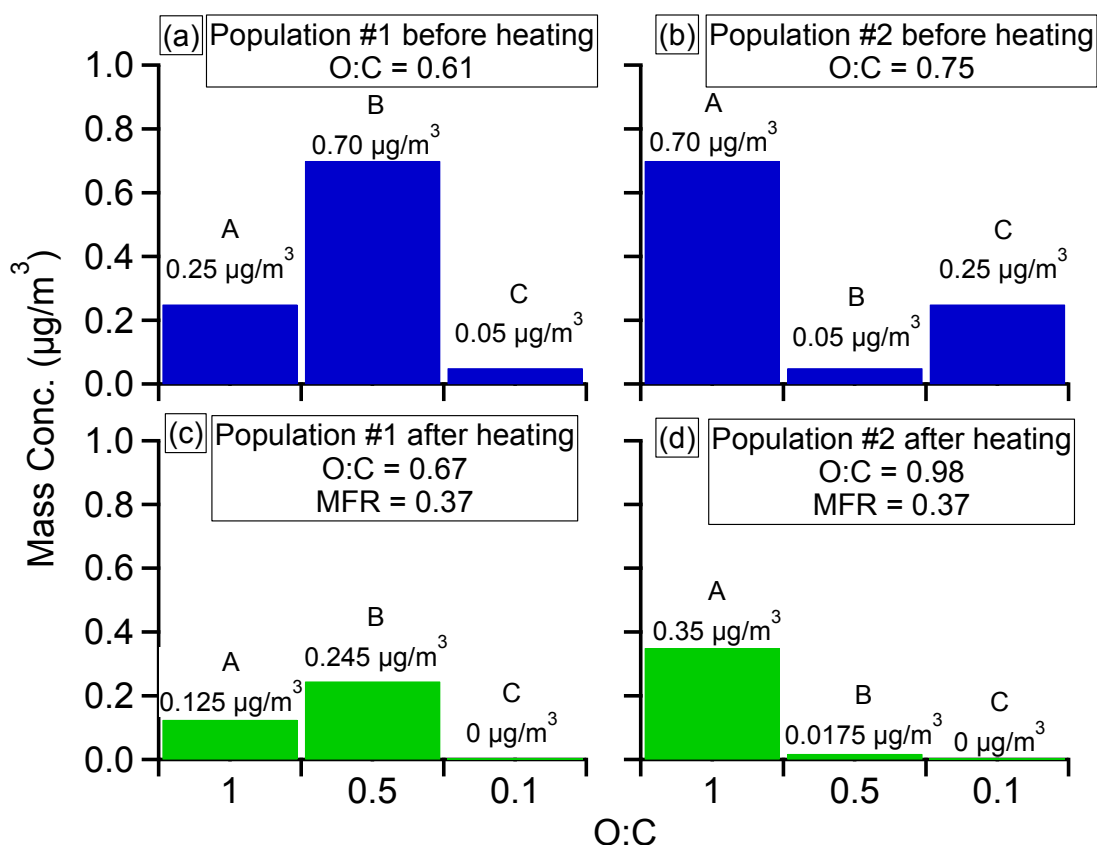 (a) Population #1 before heating
O:C = 0.61
(b) Population #2 before heating
O:C = 0.75
Mass Conc. (µg/m³)
1.0
0.8
0.6
0.4
0.2
0.0
A
0.25 µg/m³
B
0.70 µg/m³
C
0.05 µg/m³
A
0.70 µg/m³
B
0.05 µg/m³
C
0.25 µg/m³
(c) Population #1 after heating
O:C = 0.67
MFR = 0.37
(d) Population #2 after heating
O:C = 0.98
MFR = 0.37
1.0
0.8
0.6
0.4
0.2
0.0
A
0.125 µg/m³
B
0.245 µg/m³
C
0 µg/m³
A
0.35 µg/m³
B
0.0175 µg/m³
C
0 µg/m³
1 0.5 0.1
1 0.5 0.1
O:C